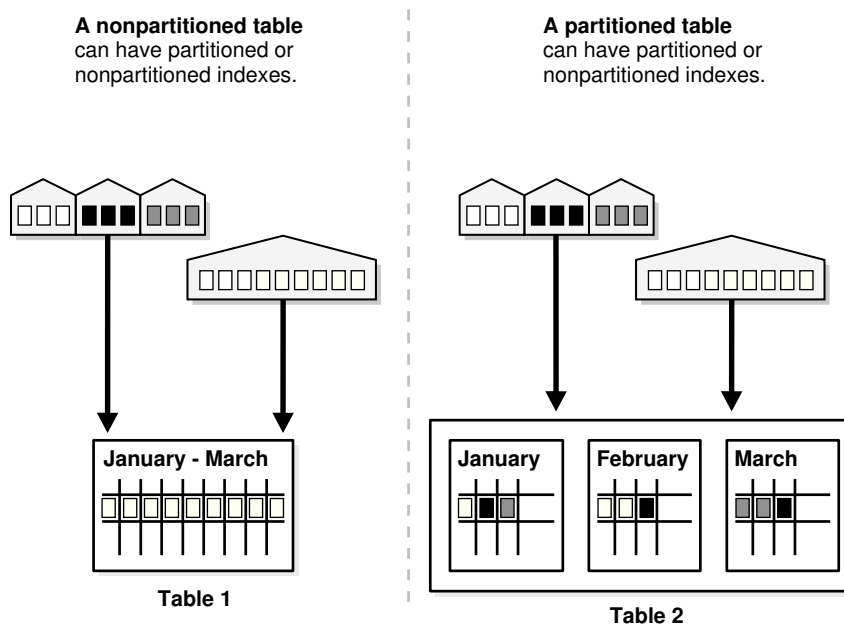 A nonpartitioned table
can have partitioned or
nonpartitioned indexes.
A partitioned table
can have partitioned or
nonpartitioned indexes.
January - March
Table 1
January
February
March
Table 2